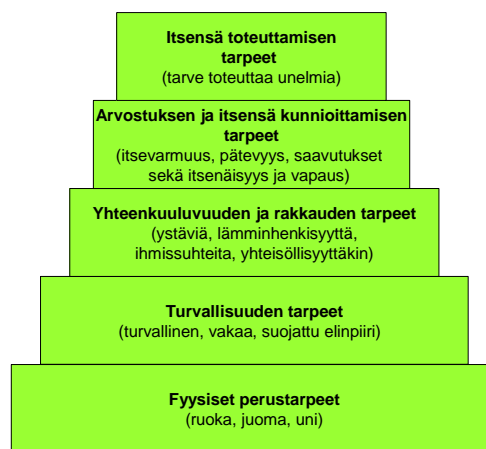 Itsensä toteuttamisen
tarpeet
(tarve toteuttaa unelmia)
Arvostuksen ja itsensä kunnioittamisen
tarpeet
(itsevarmuus, pätevyys, saavutukset
sekä itsenäisyys ja vapaus)
Yhteenkuuluvuuden ja rakkauden tarpeet
(ystäviä, lämminhenkisyyttä,
ihmissuhteita, yhteisöllisyyttäkin)
Turvallisuuden tarpeet
(turvallinen, vakaa, suojattu elinpiiri)
Fyysiset perustarpeet
(ruoka, juoma, uni)